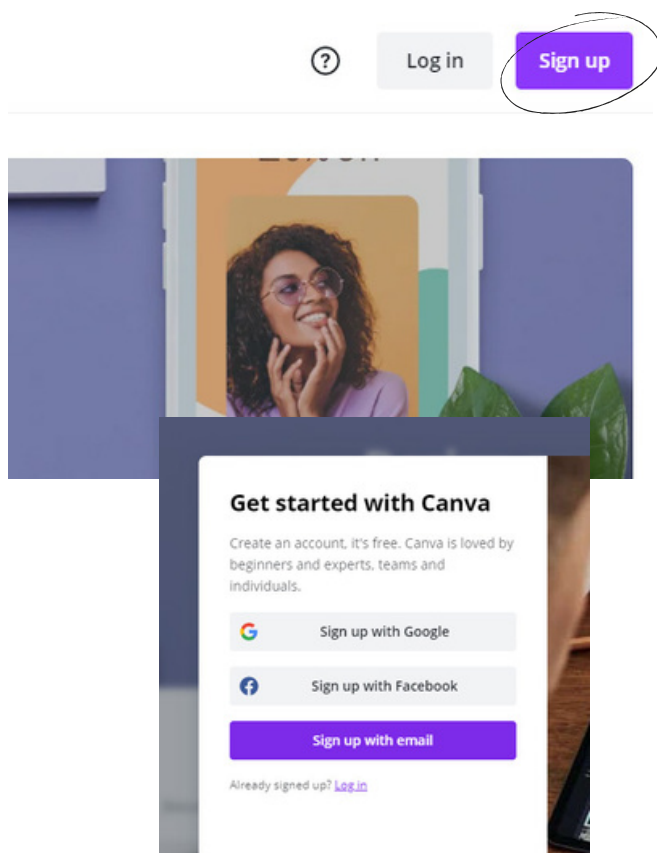 ?
Log in
Sign up
Get started with Canva
Create an account, it's free. Canva is loved by
beginners and experts, teams and
individuals.
Sign up with Google
Sign up with Facebook
Sign up with email
Already signed up? Log in